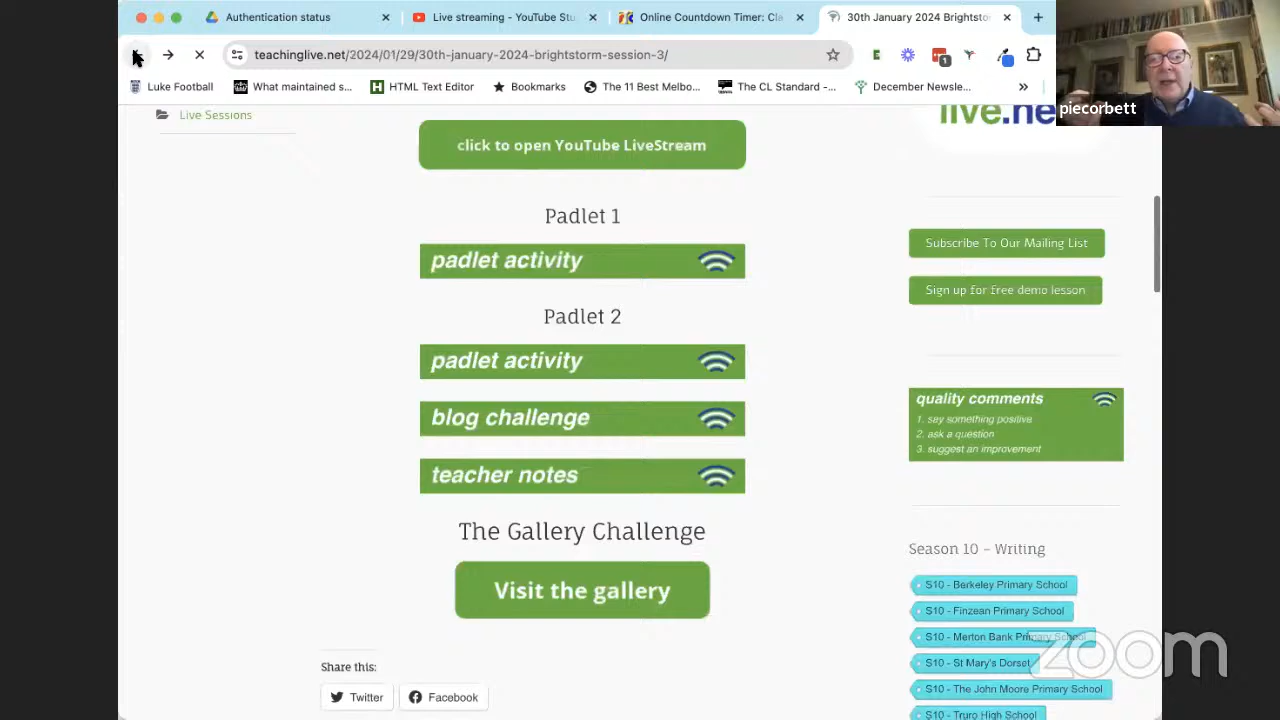 Authentication status
Live streaming - YouTube Stu
Online Countdown Timer: Cla
30th January 2024 Brightsto
teachinglive.net/2024/01/29/30th-january-2024-brightstorm-session-3/
1
Luke Football
What maintained s...
HTML Text Editor
Bookmarks
The 11 Best Melbo...
The CL Standard -...
December Newsle...
»
piecorbett
Live Sessions
click to open YouTube LiveStream
live.ne
Padlet 1
padlet activity
Padlet 2
padlet activity
blog challenge
teacher notes
The Gallery Challenge
Visit the gallery
Share this:
Twitter
Facebook
Subscribe To Our Mailing List
Sign up for free demo lesson
quality comments
1. say something positive
2. ask a question
3. suggest an improvement
Season 10 – Writing
S10 - Berkeley Primary School
S10 - Finzean Primary School
S10 - Merton Bank Primary School
S10 - St Mary's Dorset
S10 - The John Moore Primary School
S10 - Truro High School
zoom